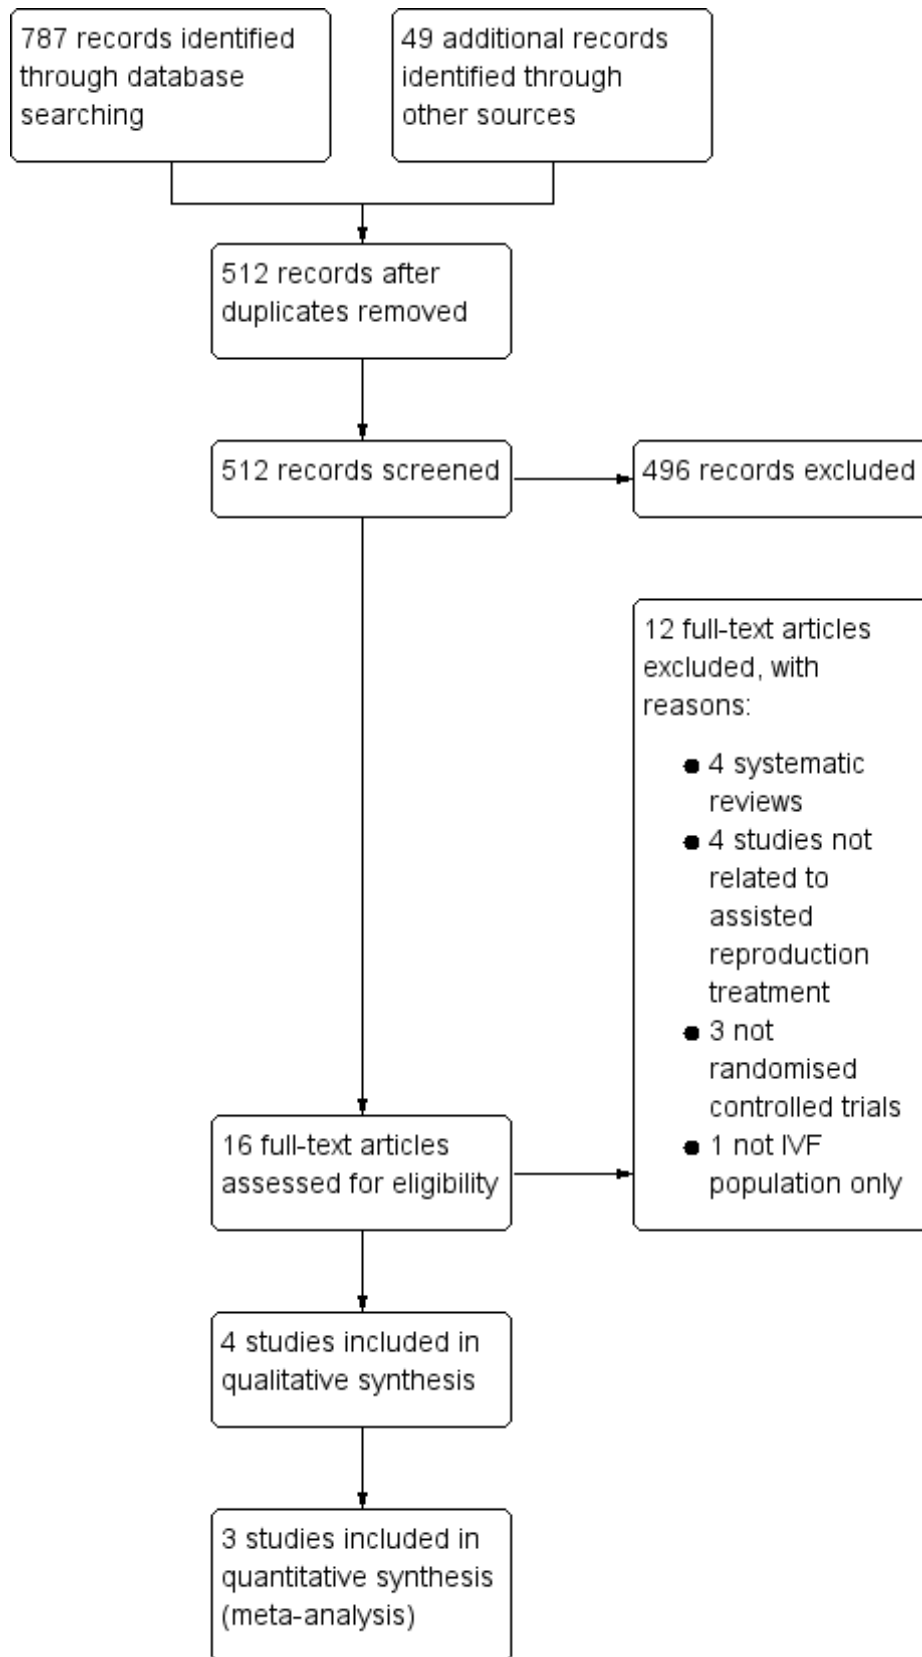 787 records identified
through database
searching
49 additional records
identified through
other sources
512 records after
duplicates removed
512 records screened
496 records excluded
12 full-text articles
excluded, with
reasons:
● 4 systematic
reviews
● 4 studies not
related to
assisted
reproduction
treatment
● 3 not
randomised
controlled trials
● 1 not IVF
population only
16 full-text articles
assessed for eligibility
4 studies included in
qualitative synthesis
3 studies included in
quantitative synthesis
(meta-analysis)